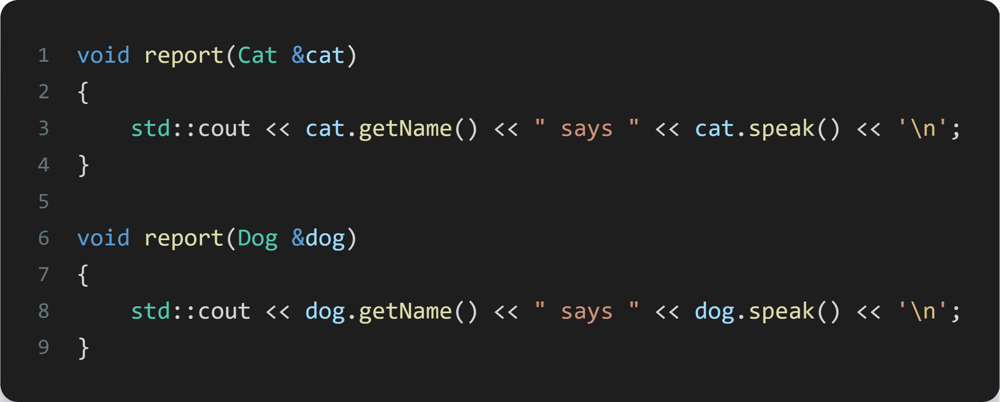 1 void report(Cat &cat)
2 {
3     std::cout << cat.getName() << " says " << cat.speak() << '\n';
4 }
5
6 void report(Dog &dog)
7 {
8     std::cout << dog.getName() << " says " << dog.speak() << '\n';
9 }